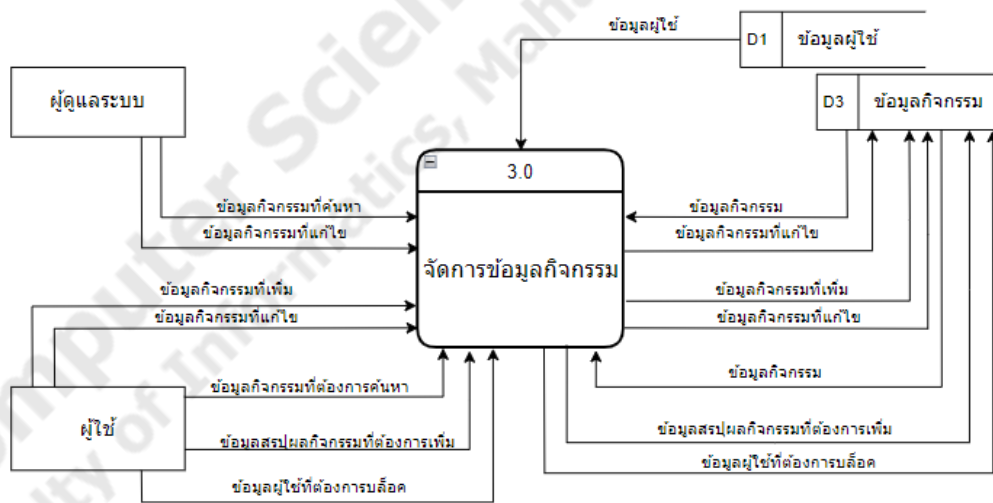 ข้อมูลผู้ใช้
D1 ข้อมูลผู้ใช้
ผู้ดูแลระบบ
D3 ข้อมูลกิจกรรม
3.0
ข้อมูลกิจกรรมที่ค้นหา
ข้อมูลกิจกรรม
ข้อมูลกิจกรรมที่แก้ไข
ข้อมูลกิจกรรมที่แก้ไข
จัดการข้อมูลกิจกรรม
ข้อมูลกิจกรรมที่เพิ่ม
ข้อมูลกิจกรรมที่เพิ่ม
ข้อมูลกิจกรรมที่แก้ไข
ข้อมูลกิจกรรมที่แก้ไข
ข้อมูลกิจกรรม
ข้อมูลกิจกรรมที่ต้องการค้นหา
ผู้ใช้
ข้อมูลสรุปผลกิจกรรมที่ต้องการเพิ่ม
ข้อมูลสรุปผลกิจกรรมที่ต้องการเพิ่ม
ข้อมูลผู้ใช้ที่ต้องการบล็อค
ข้อมูลผู้ใช้ที่ต้องการบล็อค